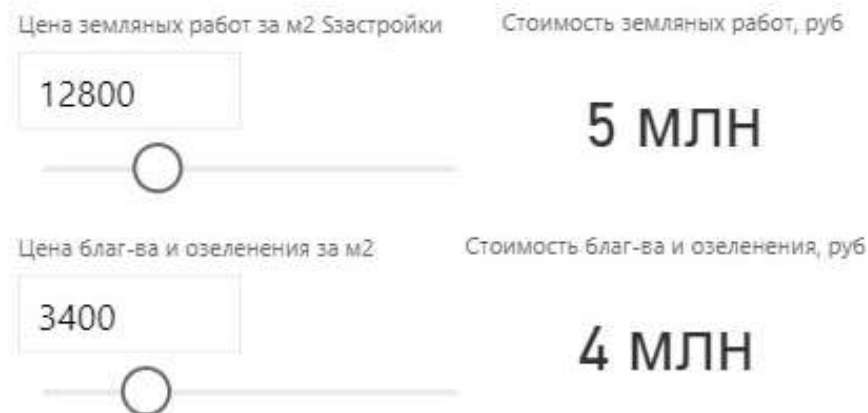 Цена земляных работ за м2 Sзастройки
Стоимость земляных работ, руб
12800
5 млн
Цена благ-ва и озеленения за м2
Стоимость благ-ва и озеленения, руб
3400
4 млн